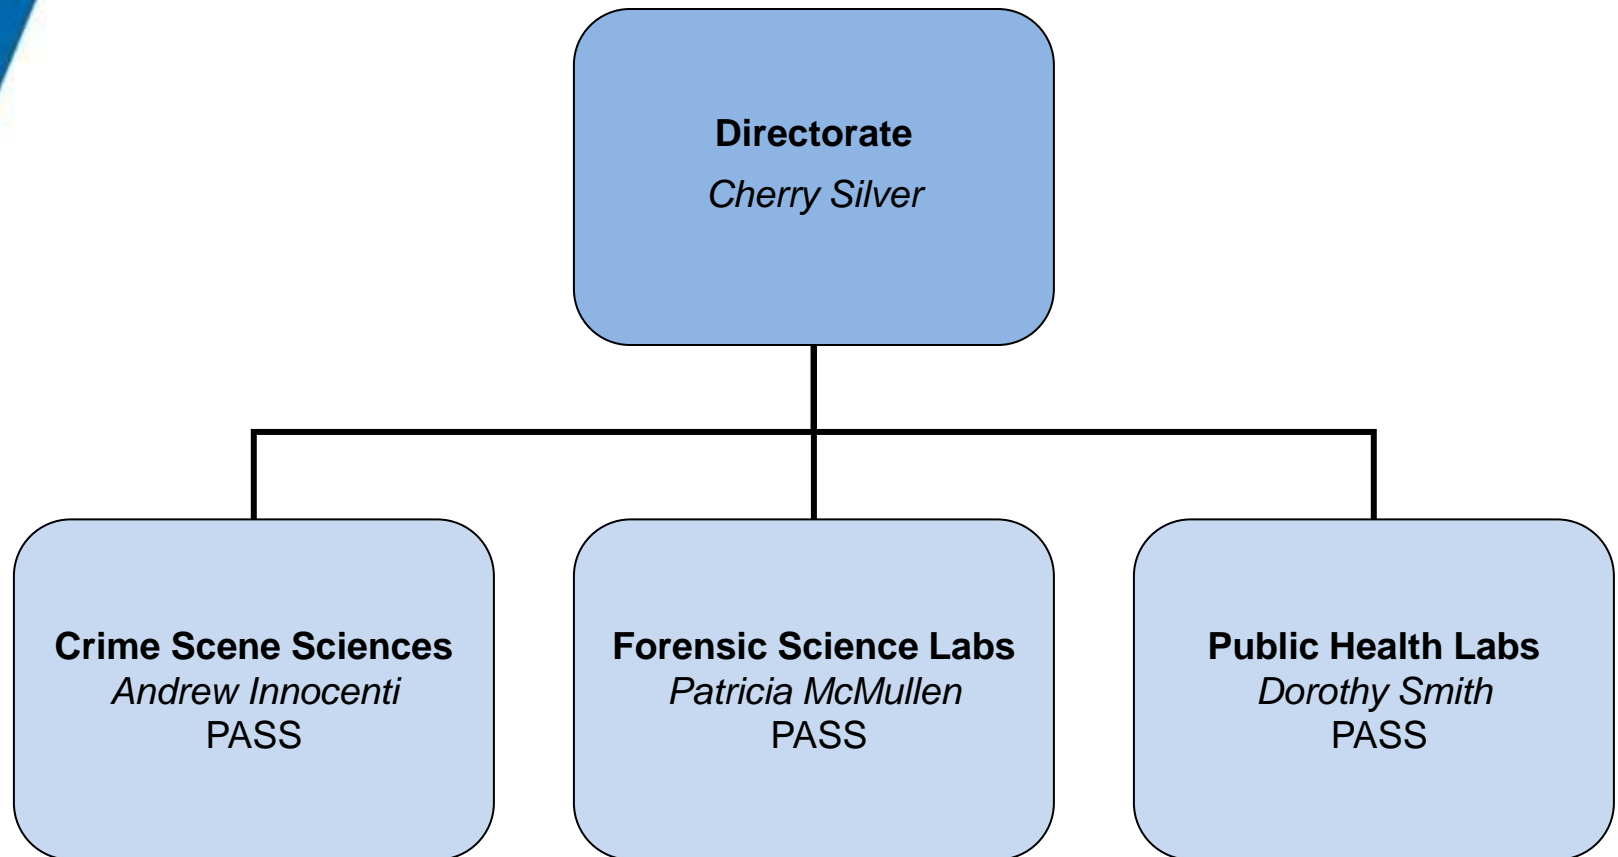 Directorate
Cherry Silver
Crime Scene Sciences
Andrew Innocenti
PASS
Forensic Science Labs
Patricia McMullen
PASS
Public Health Labs
Dorothy Smith
PASS